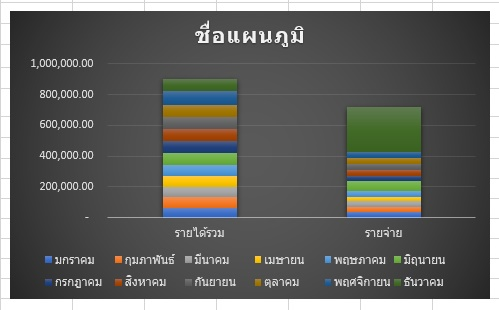 ชื่อแผนภูมิ
1,000,000.00
800,000.00
600,000.00
400,000.00
200,000.00
-
รายได้รวม รายจ่าย
มกราคม กุมภาพันธ์ มีนาคม เมษายน พฤษภาคม มิถุนายน
กรกฎาคม สิงหาคม กันยายน ตุลาคม พฤศจิกายน ธันวาคม